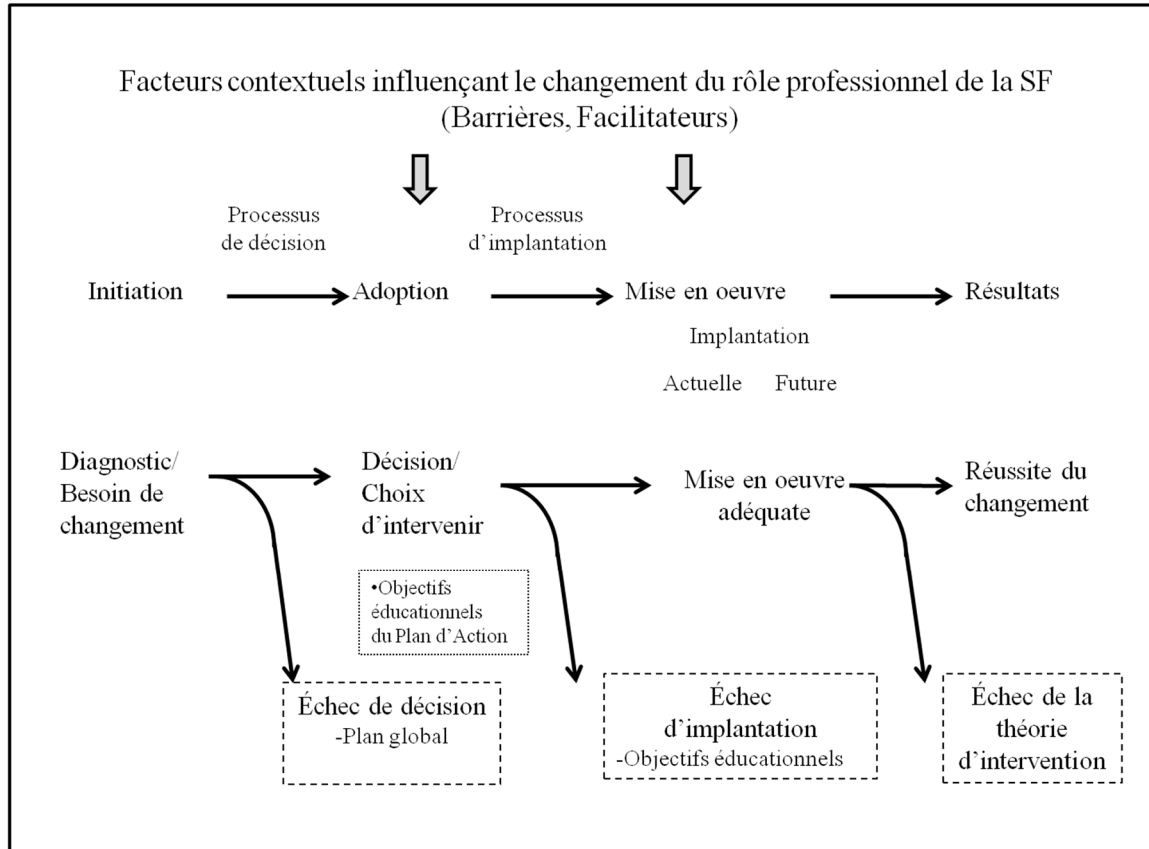 Facteurs contextuels influençant le changement du rôle professionnel de la SF
(Barrières, Facilitateurs)
Processus
de décision
Processus
d’implantation
Initiation
Adoption
Mise en oeuvre
Résultats
Implantation
Actuelle Future
Diagnostic/
Besoin de
changement
Décision/
Choix
d’intervenir
Mise en oeuvre
adéquate
Réussite du
changement
•Objectifs
éducationnels
du Plan d’Action
Échec de décision
-Plan global
Échec
d’implantation
-Objectifs éducationnels
Échec de la
théorie
d’intervention